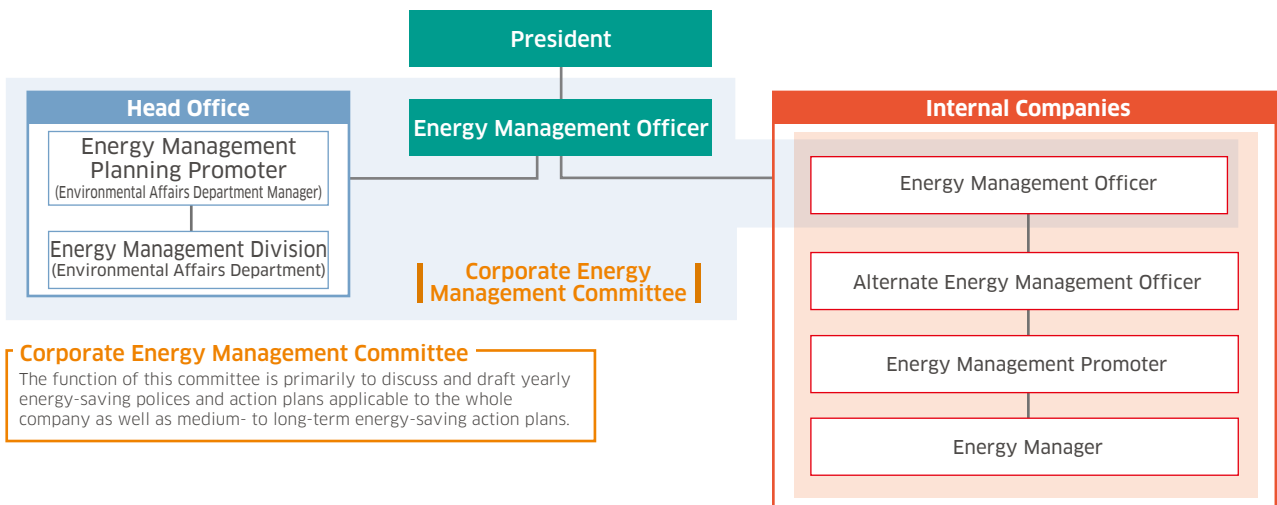 President
Energy Management Officer
Head Office
Energy Management
Planning Promoter
(Environmental Affairs Department Manager)
Energy Management Division
(Environmental Affairs Department)
Corporate Energy
Management Committee
Internal Companies
Energy Management Officer
Alternate Energy Management Officer
Energy Management Promoter
Energy Manager
Corporate Energy Management Committee
The function of this committee is primarily to discuss and draft yearly
energy-saving polices and action plans applicable to the whole
company as well as medium- to long-term energy-saving action plans.